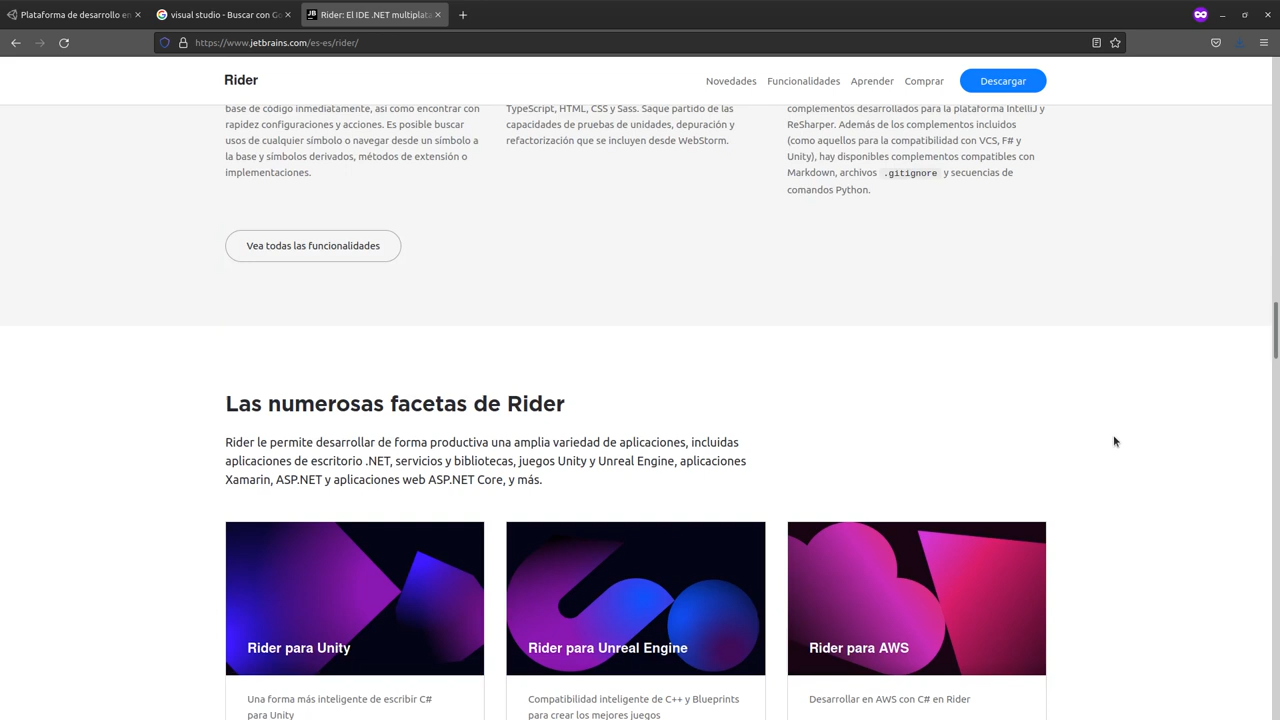 Plataforma de desarrollo en
visual studio - Buscar con Go
JB Rider: El IDE .NET multiplata
https://www.jetbrains.com/es-es/rider/
Rider
Novedades Funcionalidades Aprender Comprar Descargar
base de código inmediatamente, así como encontrar con
rapidez configuraciones y acciones. Es posible buscar
usos de cualquier símbolo o navegar desde un símbolo a
la base y símbolos derivados, métodos de extensión o
implementaciones.
TypeScript, HTML, CSS y Sass. Saque partido de las
capacidades de pruebas de unidades, depuración y
refactorización que se incluyen desde WebStorm.
complementos desarrollados para la plataforma IntelliJ y
ReSharper. Además de los complementos incluidos
(como aquellos para la compatibilidad con VCS, F# y
Unity), hay disponibles complementos compatibles con
Markdown, archivos .gitignore y secuencias de
comandos Python.
Vea todas las funcionalidades
Las numerosas facetas de Rider
Rider le permite desarrollar de forma productiva una amplia variedad de aplicaciones, incluidas
aplicaciones de escritorio .NET, servicios y bibliotecas, juegos Unity y Unreal Engine, aplicaciones
Xamarin, ASP.NET y aplicaciones web ASP.NET Core, y más.
Rider para Unity
Una forma más inteligente de escribir C#
para Unity
Rider para Unreal Engine
Compatibilidad inteligente de C++ y Blueprints
para crear los mejores juegos
Rider para AWS
Desarrollar en AWS con C# en Rider